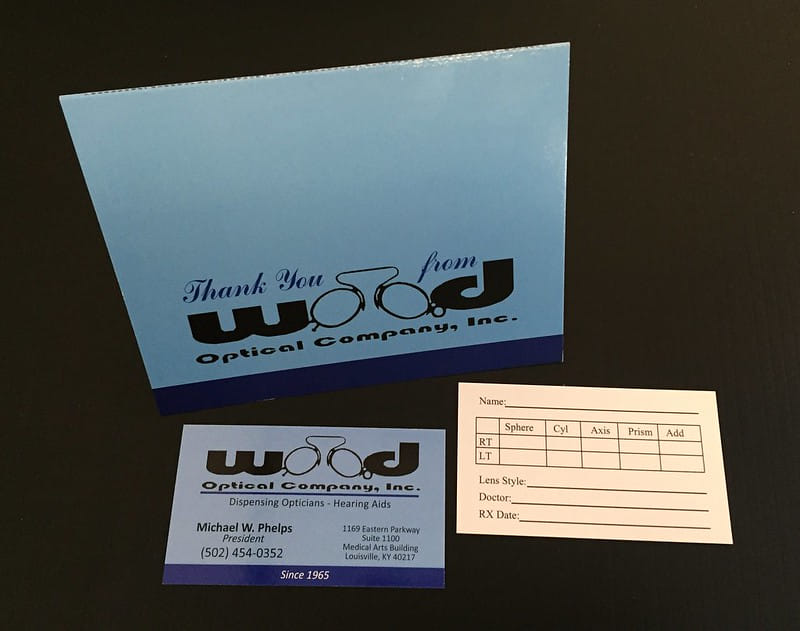 Thank You from
wood
Optical Company, Inc.
wood
Optical Company, Inc.
Dispensing Opticians - Hearing Aids
Michael W. Phelps
President
(502) 454-0352
1169 Eastern Parkway
Suite 1100
Medical Arts Building
Louisville, KY 40217
Since 1965
Name:
Sphere Cyl Axis Prism Add
RT
LT
Lens Style:
Doctor:
RX Date: